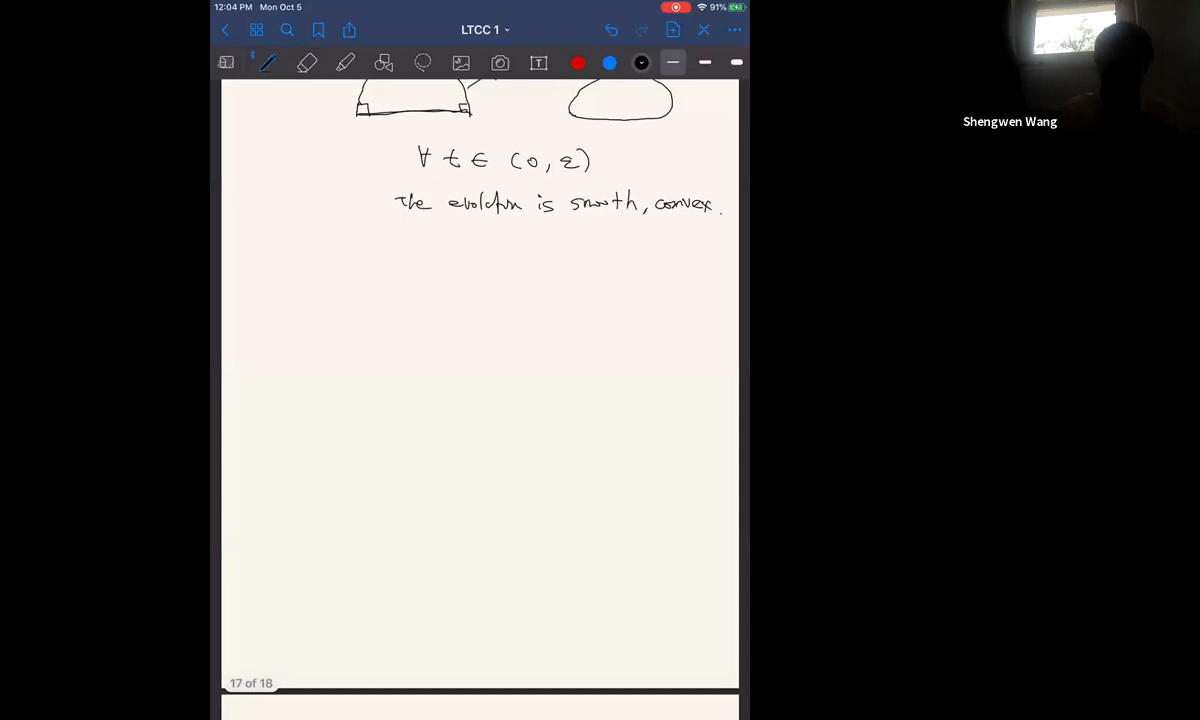 12:04 PM Mon Oct 5
91%
LTCC 1
Shengwen Wang
∀ t ∈ (0, ε)
The evolution is smooth, convex.
17 of 18